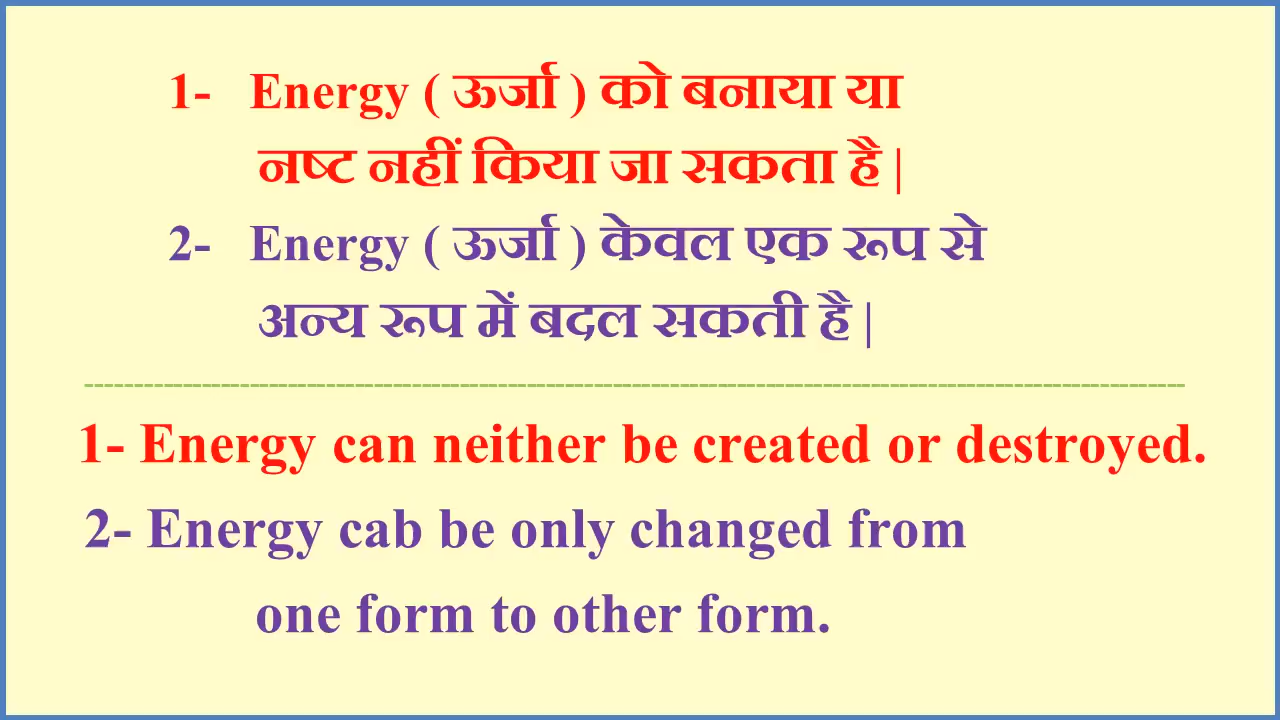 1- Energy ( ऊर्जा ) को बनाया या
नष्ट नहीं किया जा सकता है |
2- Energy ( ऊर्जा ) केवल एक रूप से
अन्य रूप में बदल सकती है |
1- Energy can neither be created or destroyed.
2- Energy cab be only changed from
one form to other form.